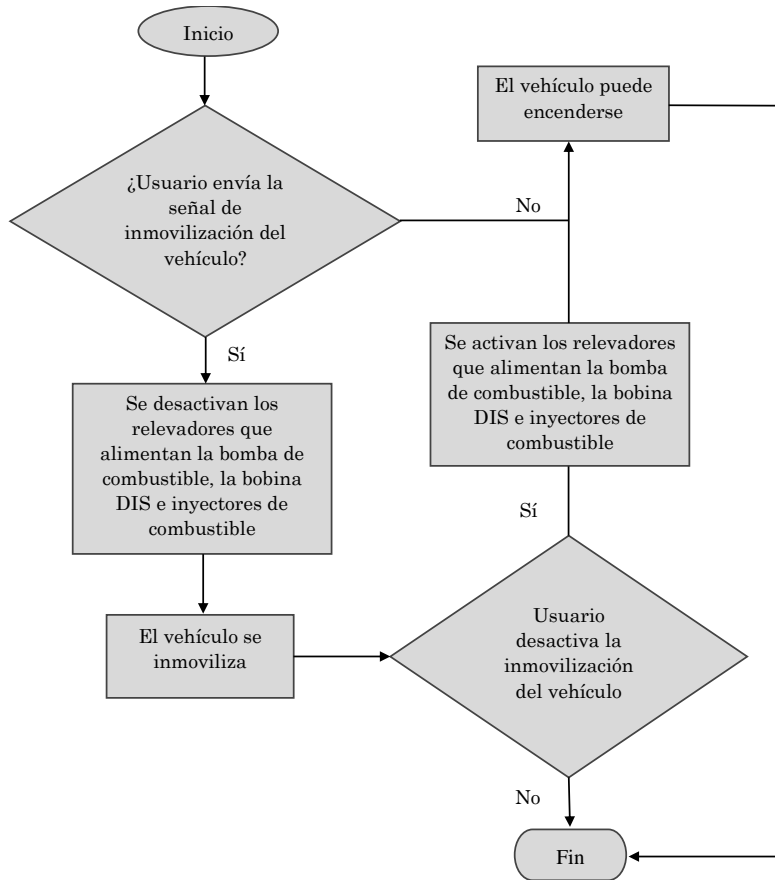 Inicio
¿Usuario envía la
señal de
inmovilización del
vehículo?
No
El vehículo puede
encenderse
Sí
Se desactivan los
relevadores que
alimentan la bomba de
combustible, la bobina
DIS e inyectores de
combustible
El vehículo se
inmoviliza
Usuario
desactiva la
inmovilización
del vehículo
Sí
Se activan los relevadores
que alimentan la bomba
de combustible, la bobina
DIS e inyectores de
combustible
No
Fin